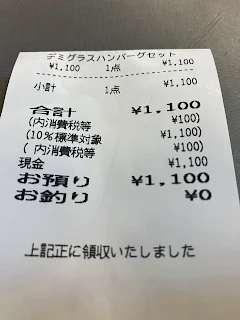 デミグラスハンバーグセット
¥1,100 1点 ¥1,100
小計 1点 ¥1,100
合計 ¥1,100
(内消費税等 ¥100)
(10%標準対象 ¥1,100)
( 内消費税等 ¥100)
現金 ¥1,100
お預り ¥1,100
お釣り ¥0
上記正に領収いたしました